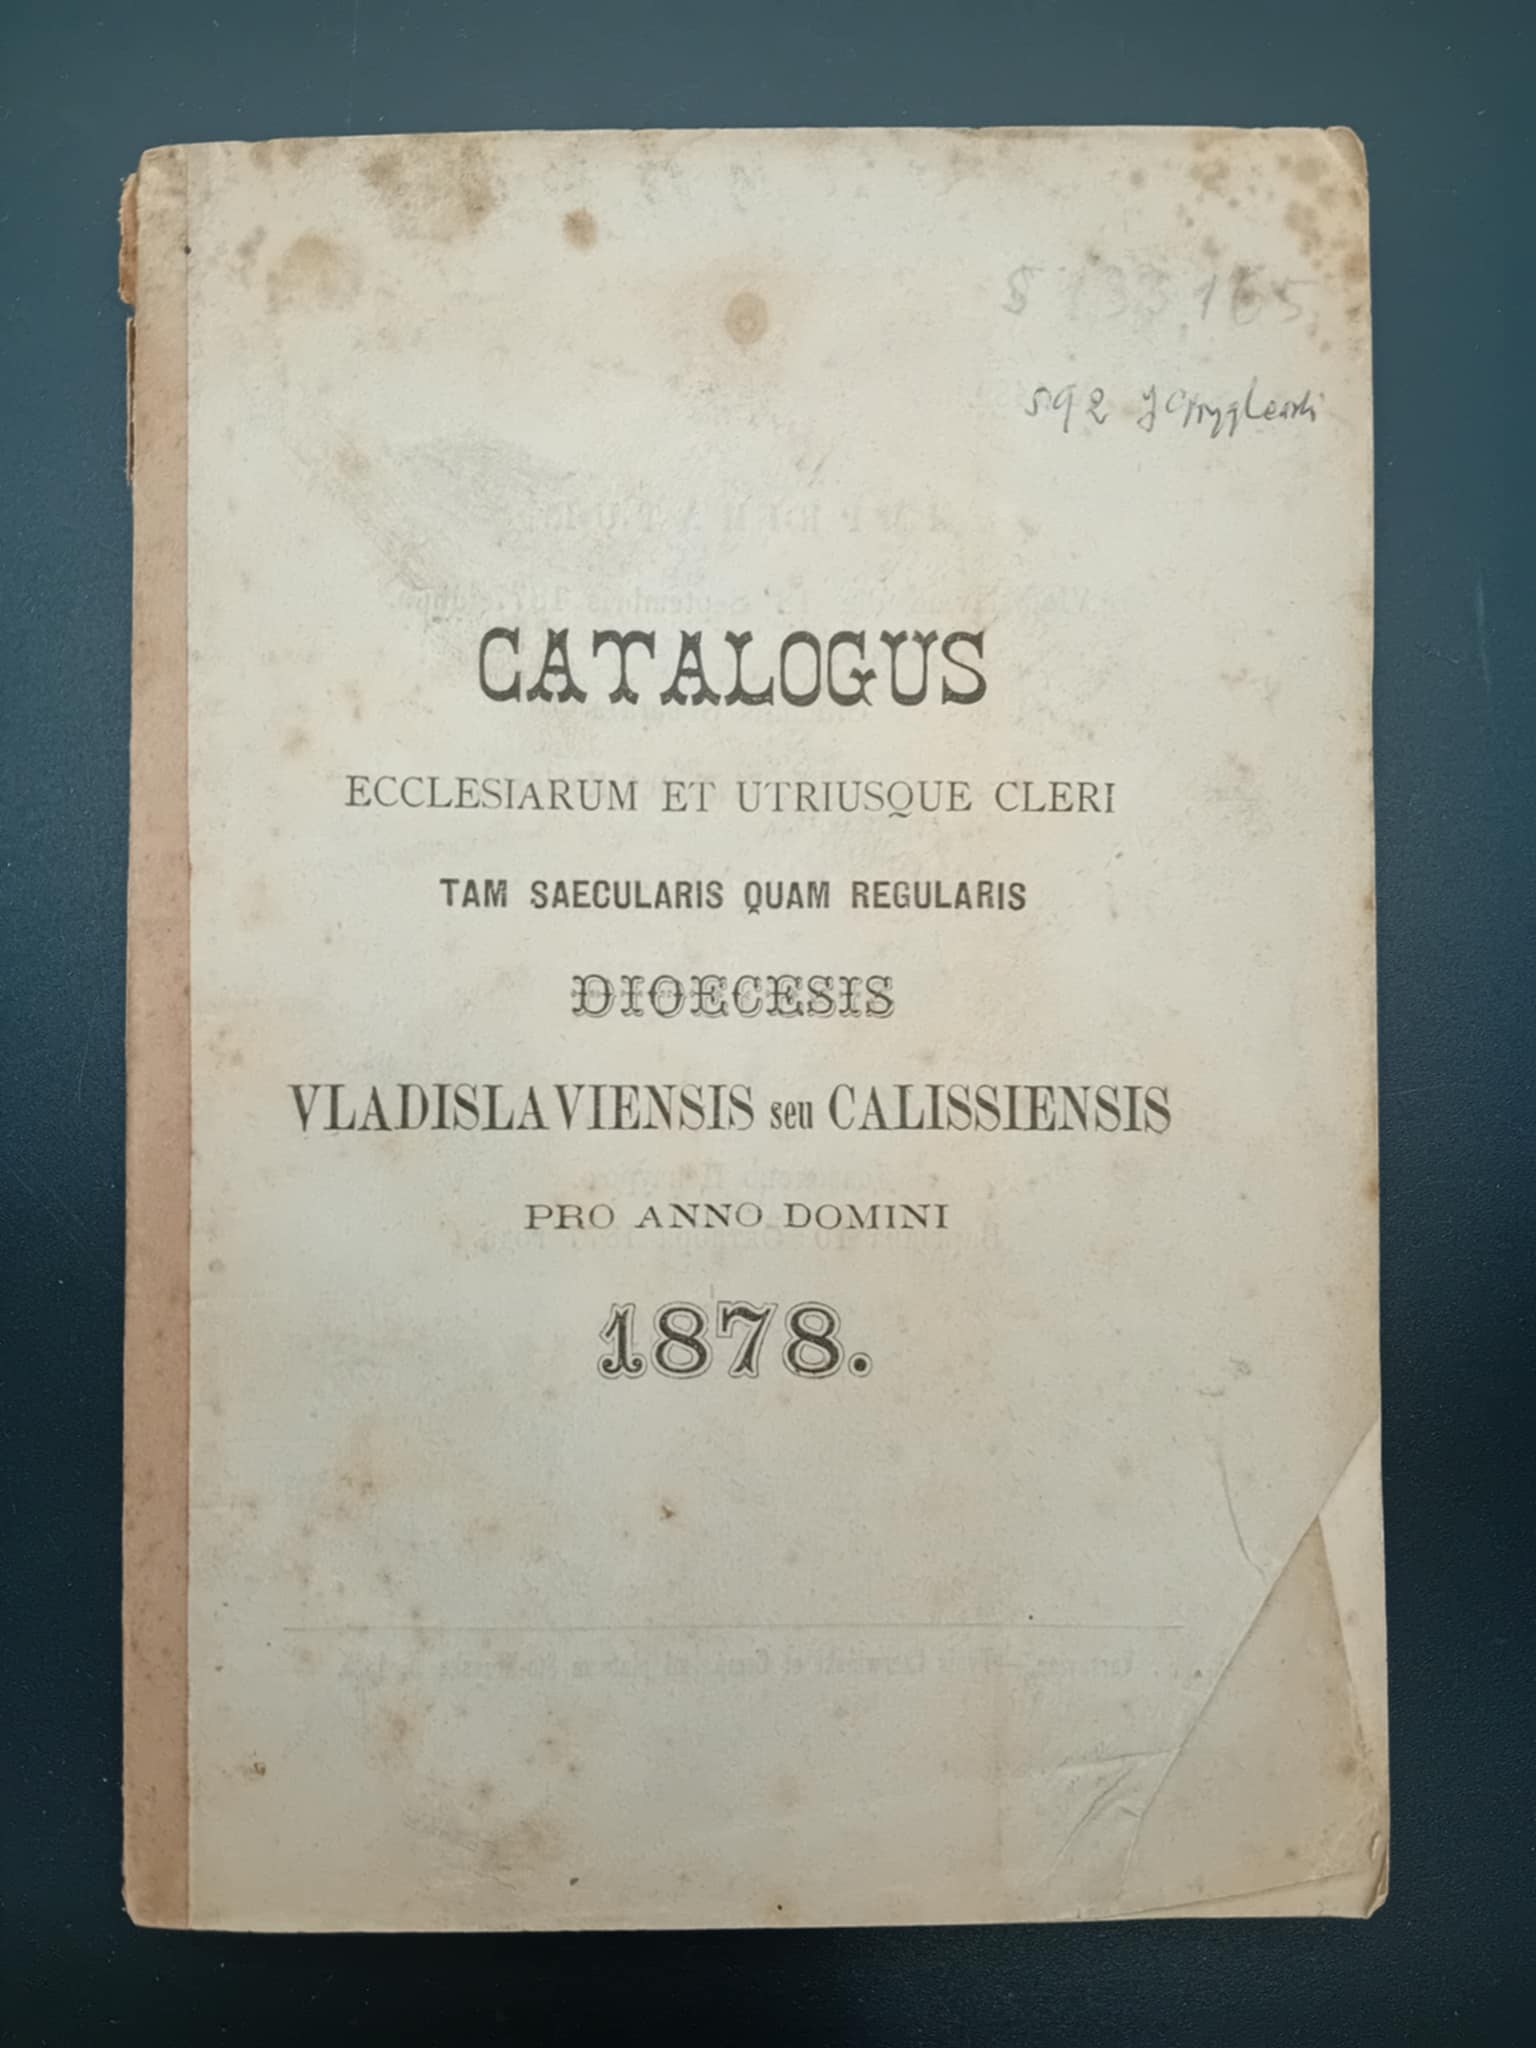 S 133.165
592
CATALOGUS
ECCLESIARUM ET UTRIUSQUE CLERI
TAM SAECULARIS QUAM REGULARIS
DIOECESIS
VLADISLAVIENSIS seu CALISSIENSIS
PRO ANNO DOMINI
1878.